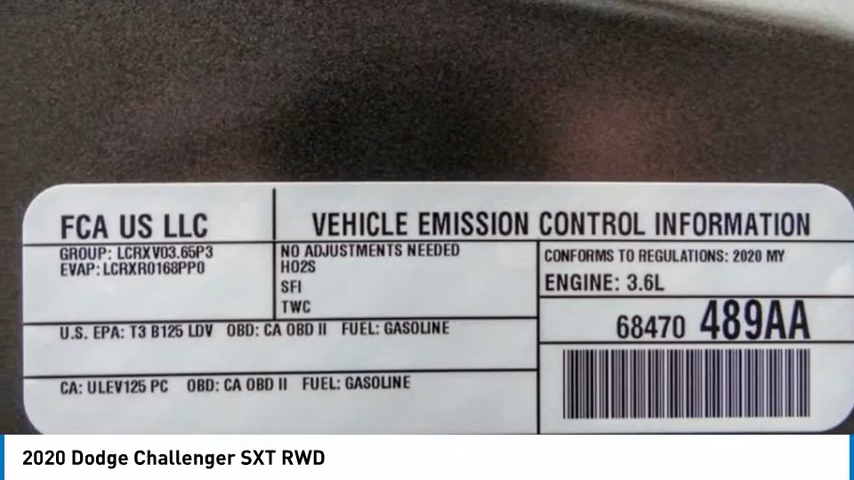 FCA US LLC
VEHICLE EMISSION CONTROL INFORMATION
GROUP: LCRXV03.65P3
EVAP: LCRXR0168PP0
NO ADJUSTMENTS NEEDED
HO2S
SFI
TWC
CONFORMS TO REGULATIONS: 2020 MY
ENGINE: 3.6L
68470 489AA
U.S. EPA: T3 B125 LDV OBD: CA OBD II FUEL: GASOLINE
CA: ULEV125 PC OBD: CA OBD II FUEL: GASOLINE
2020 Dodge Challenger SXT RWD